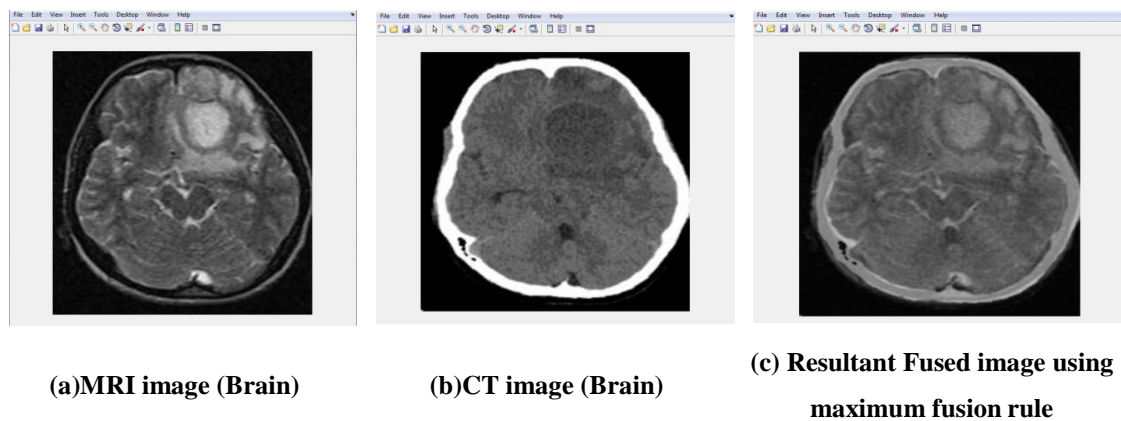 File Edit View Insert Tools Desktop Window Help
File Edit View Insert Tools Desktop Window Help
File Edit View Insert Tools Desktop Window Help
(a)MRI image (Brain)
(b)CT image (Brain)
(c) Resultant Fused image using
maximum fusion rule